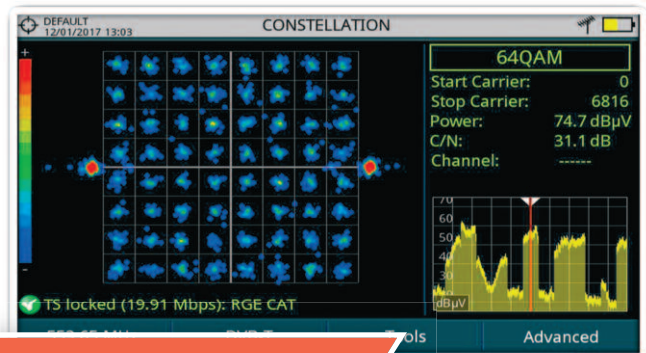 DEFAULT
12/01/2017 13:03
CONSTELLATION
+
-
64QAM
Start Carrier: 0
Stop Carrier: 6816
Power: 74.7 dBµV
C/N: 31.1 dB
Channel: ------
70
60
50
40
30
dBµV
TS locked (19.91 Mbps): RGE CAT
Advanced